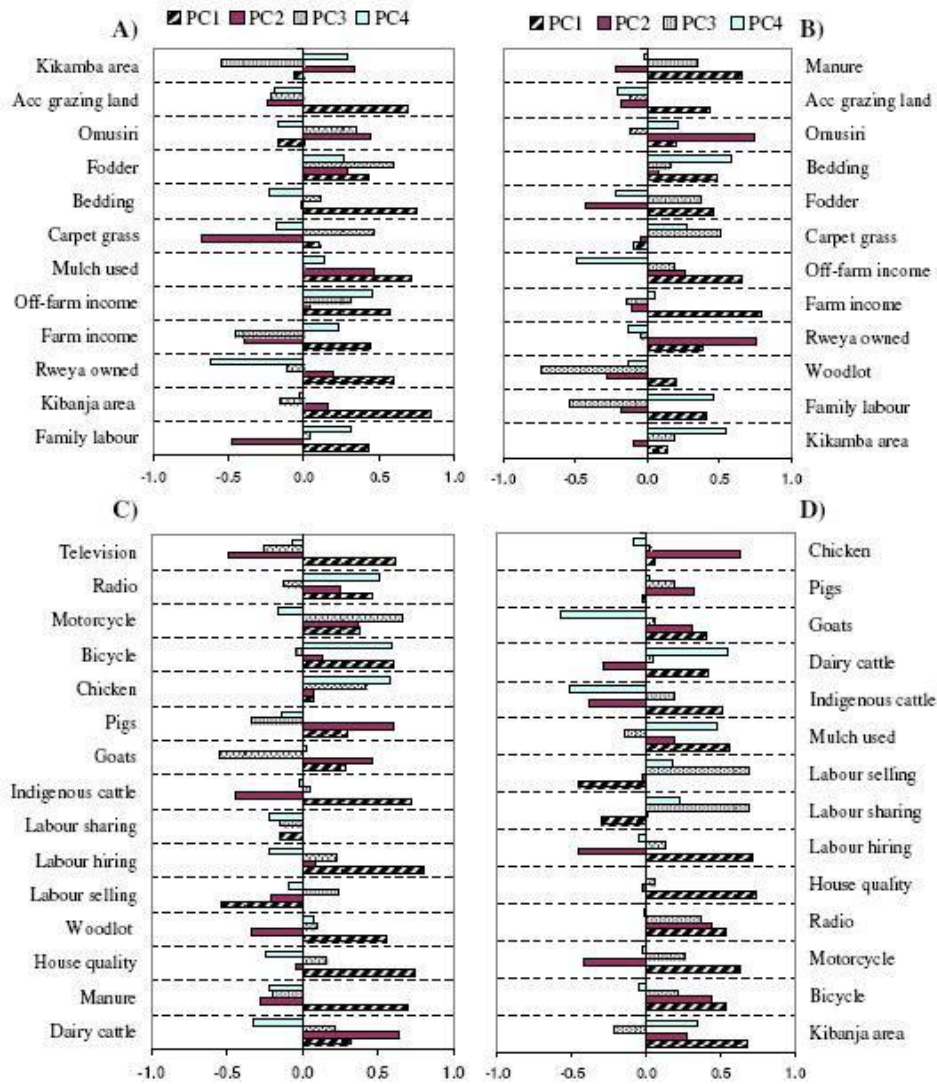 PC1 PC2 PC3 PC4
A)
Kikamba area
Acc grazing land
Omusiri
Fodder
Bedding
Carpet grass
Mulch used
Off-farm income
Farm income
Rweya owned
Kibanja area
Family labour
-1.0 -0.5 0.0 0.5 1.0
PC1 PC2 PC3 PC4
B)
Manure
Acc grazing land
Omusiri
Bedding
Fodder
Carpet grass
Off-farm income
Farm income
Rweya owned
Woodlot
Family labour
Kikamba area
-1.0 -0.5 0.0 0.5 1.0
C)
Television
Radio
Motorcycle
Bicycle
Chicken
Pigs
Goats
Indigenous cattle
Labour sharing
Labour hiring
Labour selling
Woodlot
House quality
Manure
Dairy cattle
-1.0 -0.5 0.0 0.5 1.0
D)
Chicken
Pigs
Goats
Dairy cattle
Indigenous cattle
Mulch used
Labour selling
Labour sharing
Labour hiring
House quality
Radio
Motorcycle
Bicycle
Kibanja area
-1.0 -0.5 0.0 0.5 1.0